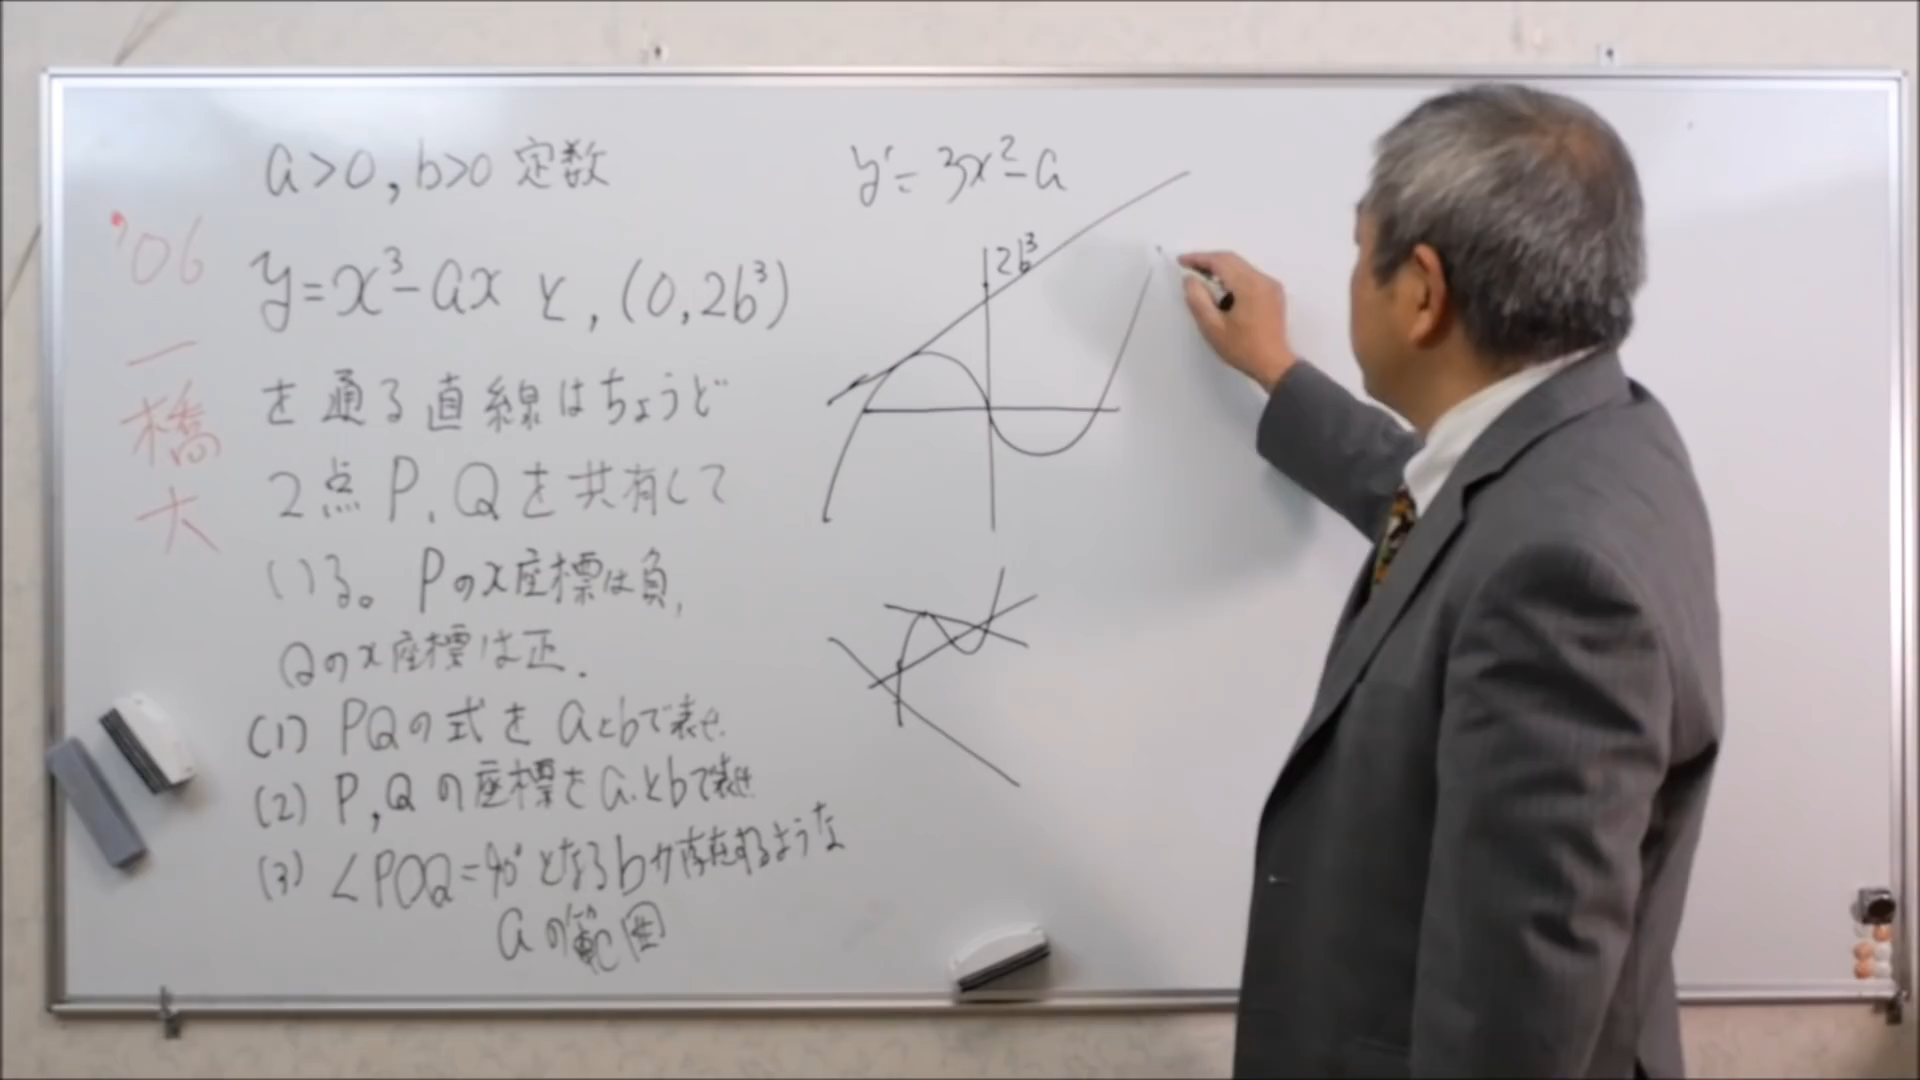 '06
一
橋
大
a>0, b>0 定数
y=x³-ax と, (0, 2b³)
を通る直線はちょうど
2点 P, Q を共有して
いる。 Pのx座標は負,
Qのx座標は正.
(1) PQの式を aとbで表せ.
(2) P, Q の座標を a とbで表せ
(3) ∠POQ=90°となるbが存在するような
aの範囲
y'=3x²-a
2b³